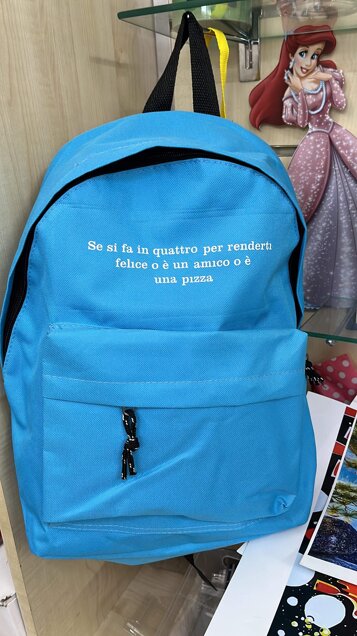 Se si fa in quattro per renderti
felice o è un amico o è
una pizza